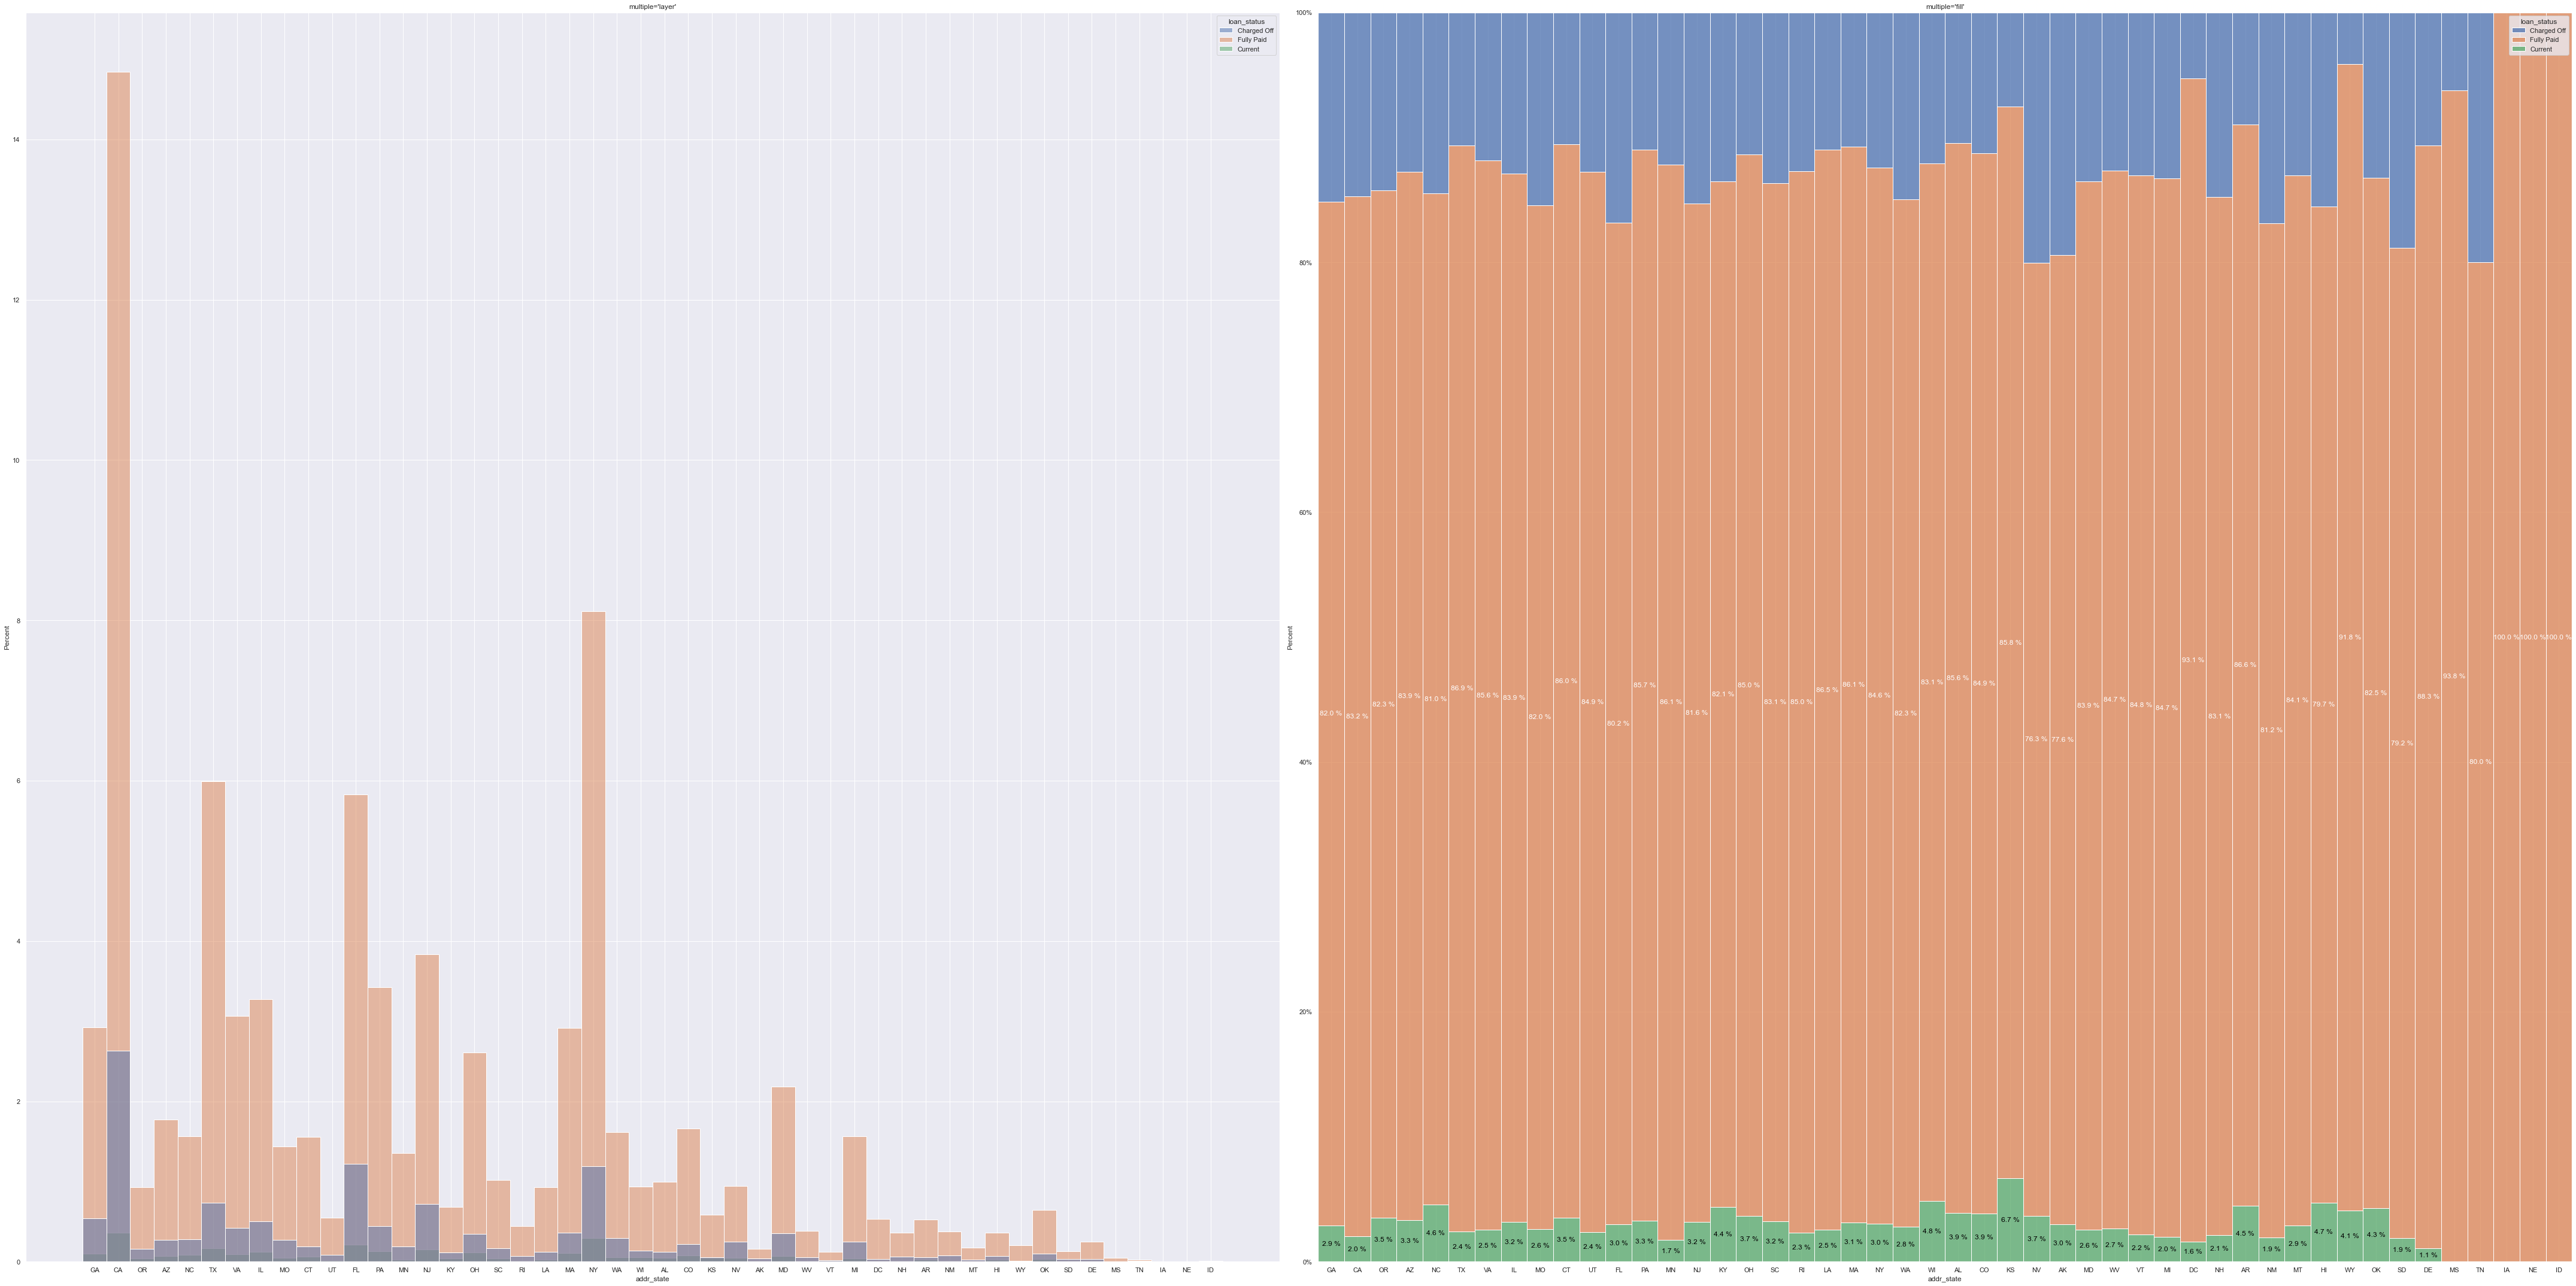 multiple='layer'
loan_status
Charged Off
Fully Paid
Current
14
12
10
8
6
4
2
0
Percent
GA CA OR AZ NC TX VA IL MO CT UT FL PA MN NJ KY OH SC RI LA MA NY WA WI AL CO KS NV AK MD WV VT MI DC NH AR NM MT HI WY OK SD DE MS TN IA NE ID
addr_state
multiple='fill'
loan_status
Charged Off
Fully Paid
Current
100%
80%
60%
40%
20%
0%
Percent
82.0 % 83.2 % 82.3 % 83.9 % 81.0 % 86.9 % 85.6 % 83.9 % 82.0 % 86.0 % 84.9 % 80.2 % 85.7 % 86.1 % 81.6 % 82.1 % 85.0 % 83.1 % 85.0 % 86.5 % 86.1 % 84.6 % 82.3 % 83.1 % 85.6 % 84.9 % 85.8 % 76.3 % 77.6 % 83.9 % 84.7 % 84.8 % 84.7 % 93.1 % 83.1 % 86.6 % 81.2 % 84.1 % 79.7 % 91.8 % 82.5 % 79.2 % 88.3 % 93.8 % 80.0 % 100.0 % 100.0 % 100.0 %
2.9 % 2.0 % 3.5 % 3.3 % 4.6 % 2.4 % 2.5 % 3.2 % 2.6 % 3.5 % 2.4 % 3.0 % 3.3 % 1.7 % 3.2 % 4.4 % 3.7 % 3.2 % 2.3 % 2.5 % 3.1 % 3.0 % 2.8 % 4.8 % 3.9 % 3.9 % 6.7 % 3.7 % 3.0 % 2.6 % 2.7 % 2.2 % 2.0 % 1.6 % 2.1 % 4.5 % 1.9 % 2.9 % 4.7 % 4.1 % 4.3 % 1.9 % 1.1 %
GA CA OR AZ NC TX VA IL MO CT UT FL PA MN NJ KY OH SC RI LA MA NY WA WI AL CO KS NV AK MD WV VT MI DC NH AR NM MT HI WY OK SD DE MS TN IA NE ID
addr_state